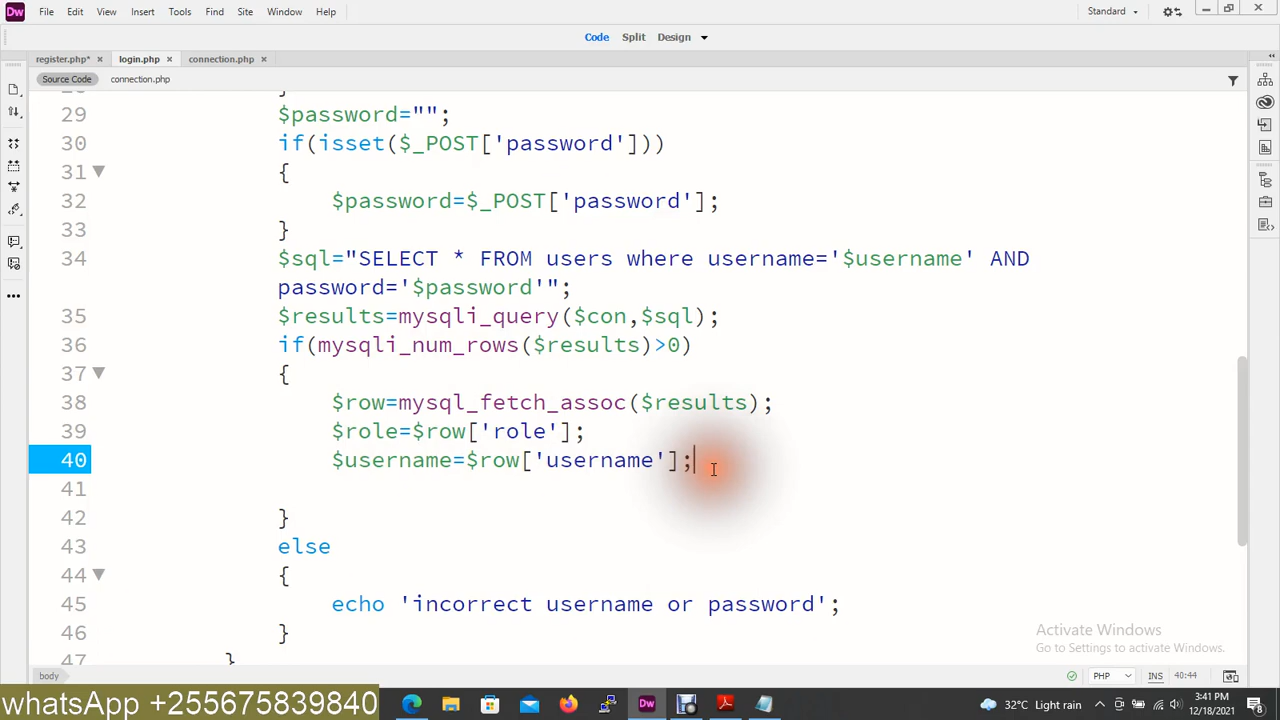 Dw File Edit View Insert Tools Find Site Window Help Standard
Code Split Design
register.php* × login.php × connection.php ×
Source Code connection.php
29 $password="";
30 if(isset($_POST['password']))
31 {
32 $password=$_POST['password'];
33 }
34 $sql="SELECT * FROM users where username='$username' AND
password='$password'";
35 $results=mysqli_query($con,$sql);
36 if(mysqli_num_rows($results)>0)
37 {
38 $row=mysql_fetch_assoc($results);
39 $role=$row['role'];
40 $username=$row['username'];
41
42 }
43 else
44 {
45 echo 'incorrect username or password';
46 }
47 }
Activate Windows
Go to Settings to activate Windows.
body PHP INS 40:44
whatsApp +255675839840
32°C Light rain 3:41 PM
12/18/2021